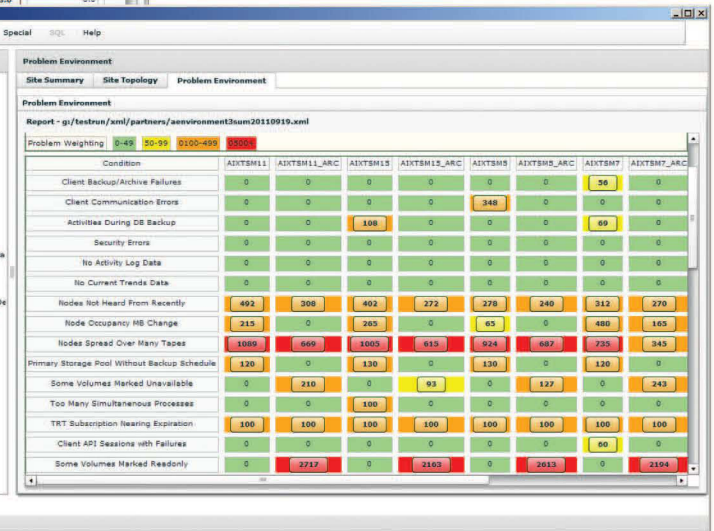 Special SQL Help
Problem Environment
Site Summary Site Topology Problem Environment
Problem Environment
Report - g:/testrun/xml/partners/aenvironment3sum20110919.xml
Problem Weighting 0-49 50-99 0100-499
Condition AIXTSM11 AIXTSM11_ARC AIXTSM15 AIXTSM15_ARC AIXTSM5 AIXTSM5_ARC AIXTSM7 AIXTSM7_ARC
Client Backup/Archive Failures 0 0 0 0 0 0 56 0
Client Communication Errors 0 0 0 0 348 0 0 0
Activities During DB Backup 0 0 108 0 0 0 69 0
Security Errors 0 0 0 0 0 0 0 0
No Activity Log Data 0 0 0 0 0 0 0 0
No Current Trends Data 0 0 0 0 0 0 0 0
Nodes Not Heard From Recently 492 308 402 272 278 240 312 270
Node Occupancy MB Change 215 0 265 0 65 0 480 165
Nodes Spread Over Many Tapes 1089 669 1005 615 924 687 735 345
Primary Storage Pool Without Backup Schedule 120 0 130 0 130 0 120 0
Some Volumes Marked Unavailable 0 210 0 93 0 127 0 243
Too Many Simultanenous Processes 0 0 100 0 0 0 0 0
TRT Subscription Nearing Expiration 100 100 100 100 100 100 100 100
Client API Sessions with Failures 0 0 0 0 0 0 60 0
Some Volumes Marked Readonly 0 2717 0 2163 0 2613 0 2194